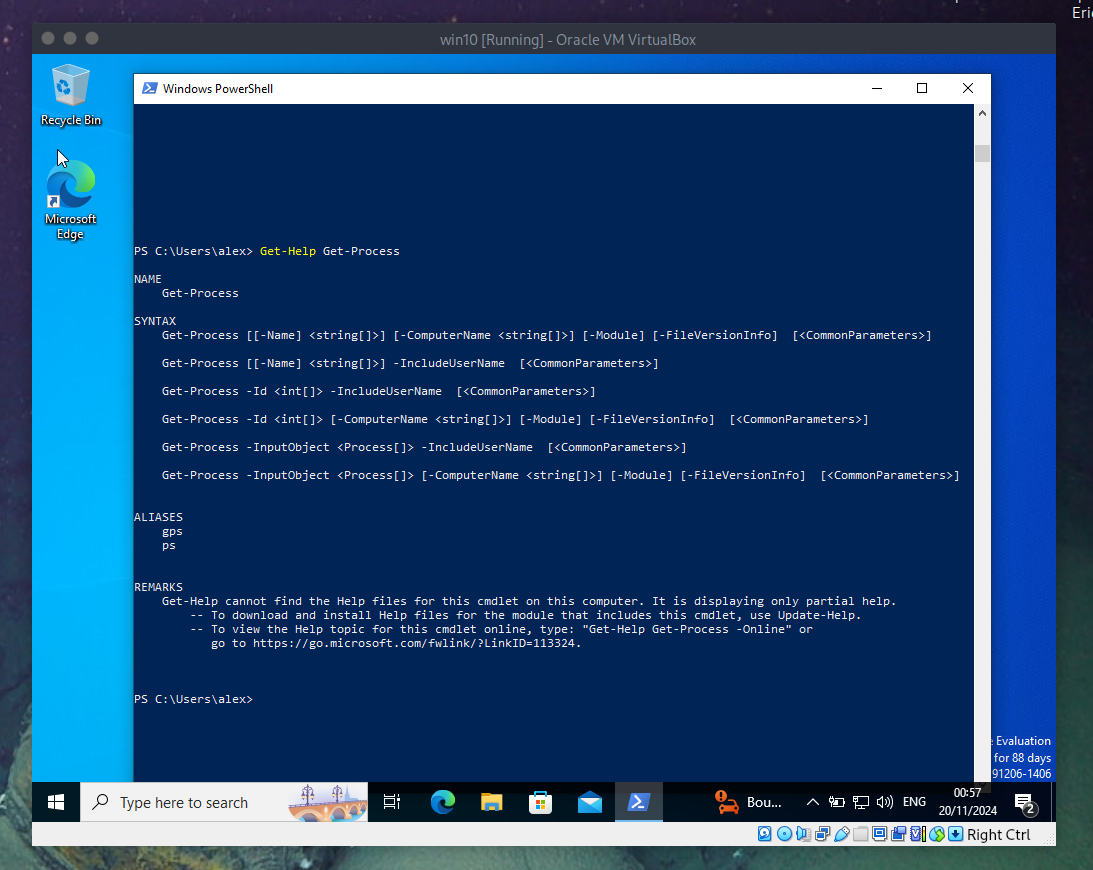 Eri
win10 [Running] - Oracle VM VirtualBox
Recycle Bin
Microsoft
Edge
Windows PowerShell
PS C:\Users\alex> Get-Help Get-Process
NAME
Get-Process
SYNTAX
Get-Process [[-Name] <string[]>] [-ComputerName <string[]>] [-Module] [-FileVersionInfo]  [<CommonParameters>]
Get-Process [[-Name] <string[]>] -IncludeUserName  [<CommonParameters>]
Get-Process -Id <int[]> -IncludeUserName  [<CommonParameters>]
Get-Process -Id <int[]> [-ComputerName <string[]>] [-Module] [-FileVersionInfo]  [<CommonParameters>]
Get-Process -InputObject <Process[]> -IncludeUserName  [<CommonParameters>]
Get-Process -InputObject <Process[]> [-ComputerName <string[]>] [-Module] [-FileVersionInfo]  [<CommonParameters>]
ALIASES
gps
ps
REMARKS
Get-Help cannot find the Help files for this cmdlet on this computer. It is displaying only partial help.
-- To download and install Help files for the module that includes this cmdlet, use Update-Help.
-- To view the Help topic for this cmdlet online, type: "Get-Help Get-Process -Online" or
go to https://go.microsoft.com/fwlink/?LinkID=113324.
PS C:\Users\alex>
Evaluation
for 88 days
91206-1406
Type here to search
Bou...
ENG
00:57
20/11/2024
2
Right Ctrl